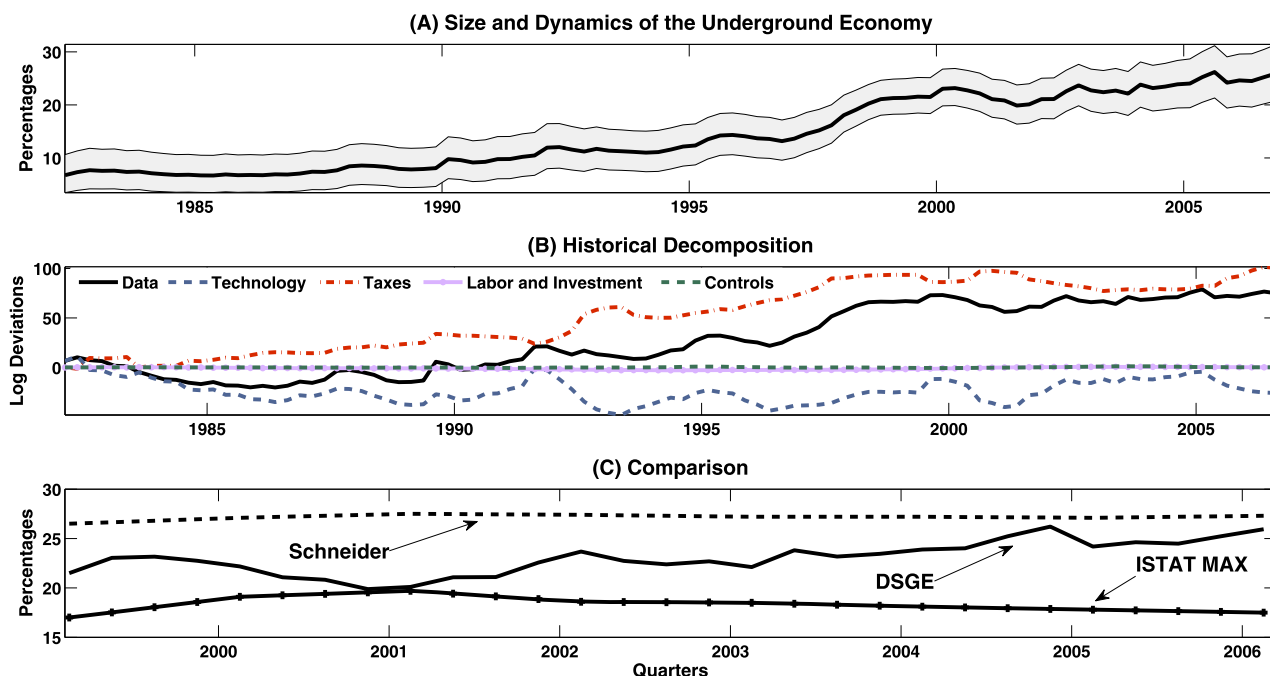 (A) Size and Dynamics of the Underground Economy
Percentages
30
20
10
1985 1990 1995 2000 2005
(B) Historical Decomposition
Log Deviations
100
50
0
Data Technology Taxes Labor and Investment Controls
1985 1990 1995 2000 2005
(C) Comparison
Percentages
30
25
20
15
Schneider
DSGE
ISTAT MAX
2000 2001 2002 2003 2004 2005 2006
Quarters